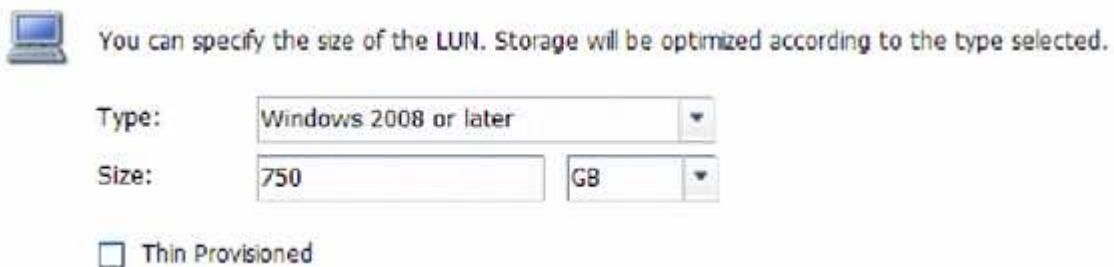 You can specify the size of the LUN. Storage will be optimized according to the type selected.
Type: Windows 2008 or later
Size: 750 GB
Thin Provisioned